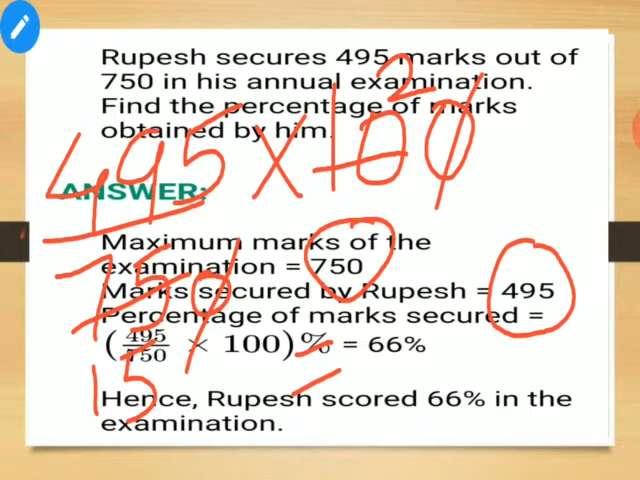 Rupesh secures 495 marks out of
750 in his annual examination.
Find the percentage of marks
obtained by him.
2
495 × 100
ANSWER:
750
15
Maximum marks of the
examination = 750
Marks secured by Rupesh = 495
Percentage of marks secured =
(495/750 × 100)% = 66%
Hence, Rupesh scored 66% in the
examination.